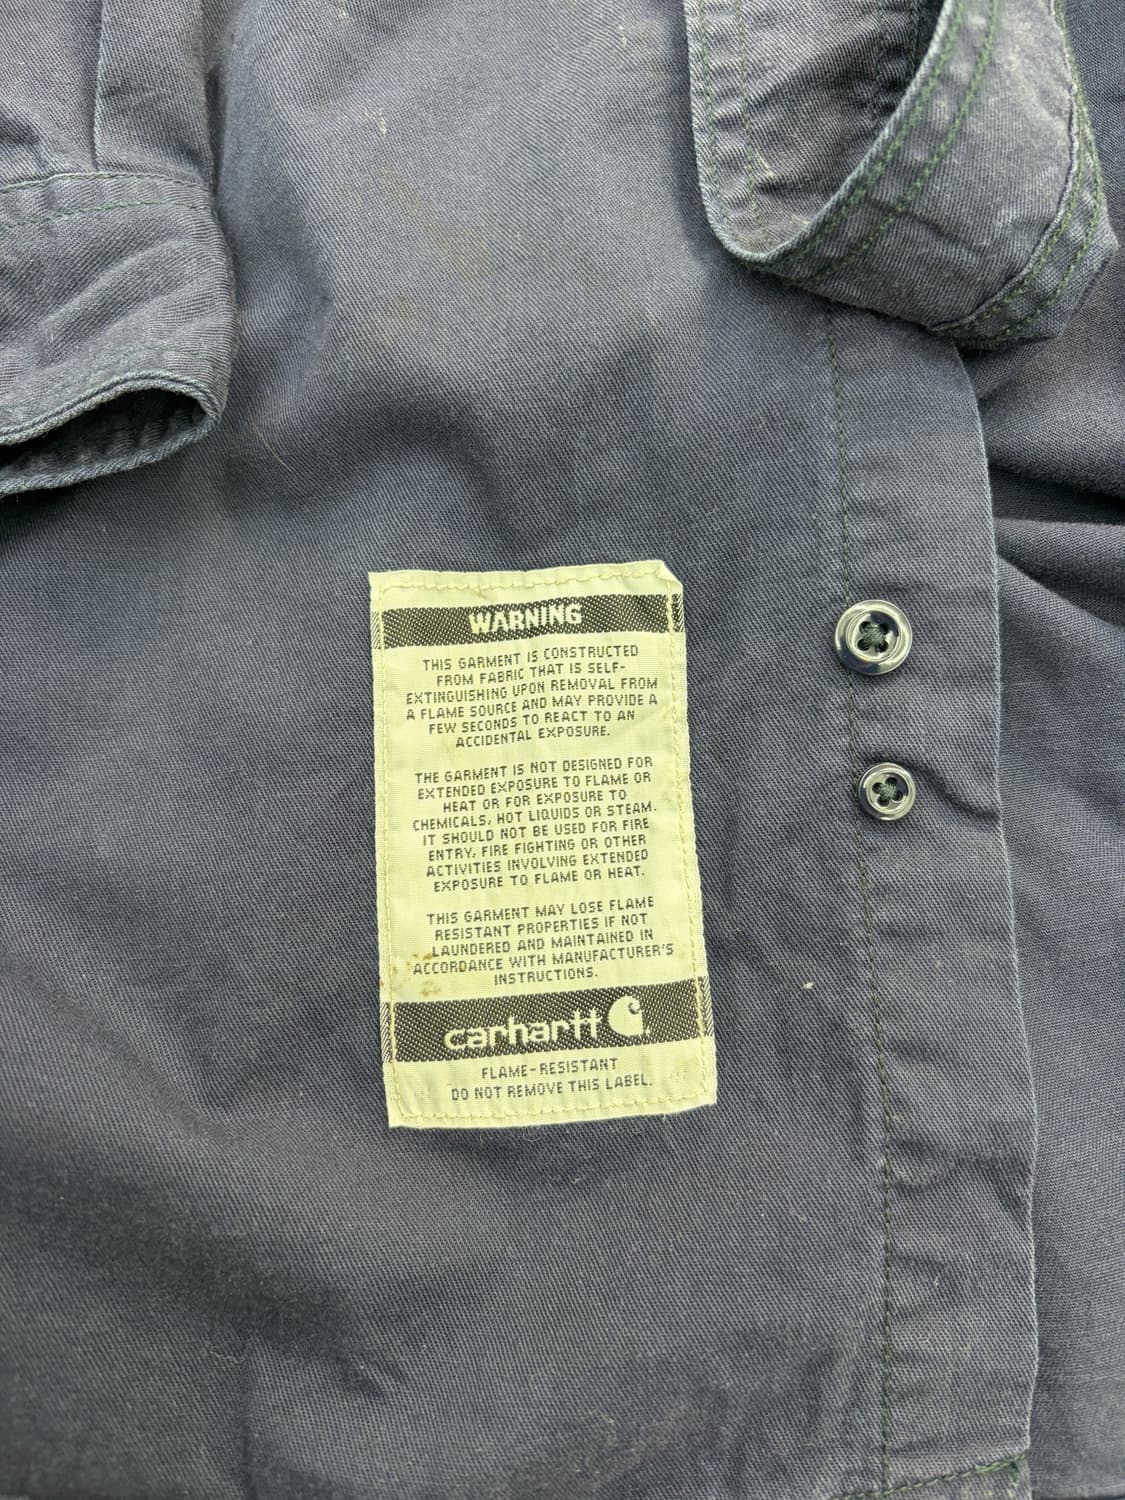 WARNING
THIS GARMENT IS CONSTRUCTED
FROM FABRIC THAT IS SELF-
EXTINGUISHING UPON REMOVAL FROM
A FLAME SOURCE AND MAY PROVIDE A
FEW SECONDS TO REACT TO AN
ACCIDENTAL EXPOSURE.
THE GARMENT IS NOT DESIGNED FOR
EXTENDED EXPOSURE TO FLAME OR
HEAT OR FOR EXPOSURE TO
CHEMICALS, HOT LIQUIDS OR STEAM.
IT SHOULD NOT BE USED FOR FIRE
ENTRY, FIRE FIGHTING OR OTHER
ACTIVITIES INVOLVING EXTENDED
EXPOSURE TO FLAME OR HEAT.
THIS GARMENT MAY LOSE FLAME
RESISTANT PROPERTIES IF NOT
LAUNDERED AND MAINTAINED IN
ACCORDANCE WITH MANUFACTURER'S
INSTRUCTIONS.
carhartt
FLAME-RESISTANT
DO NOT REMOVE THIS LABEL.